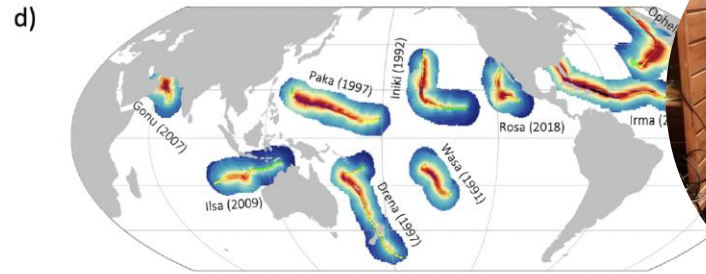 d)
Iniki (1992)
Paka (1997)
Gonu (2007)
Rosa (2018)
Wasa (1991)
Ilsa (2009)
Drena (1997)